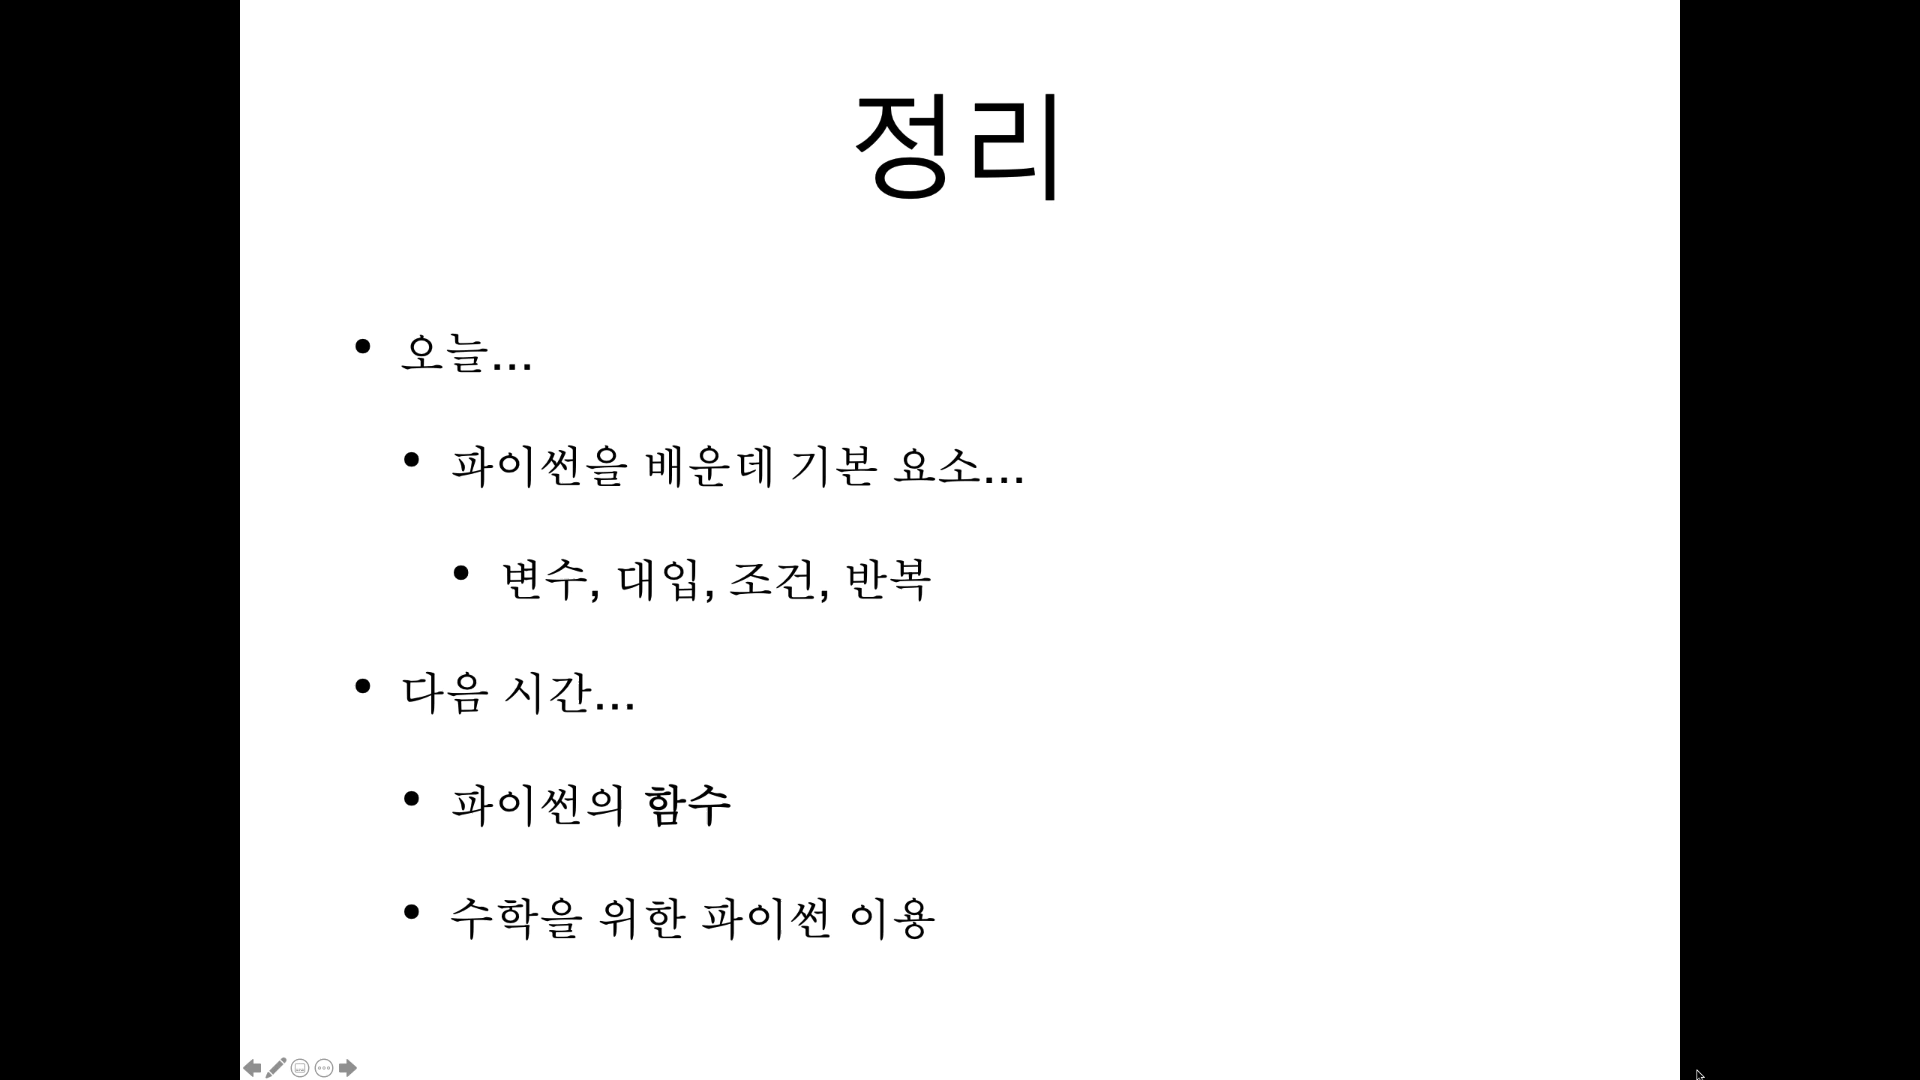 정리
• 오늘...
• 파이썬을 배운데 기본 요소...
• 변수, 대입, 조건, 반복
• 다음 시간...
• 파이썬의 함수
• 수학을 위한 파이썬 이용